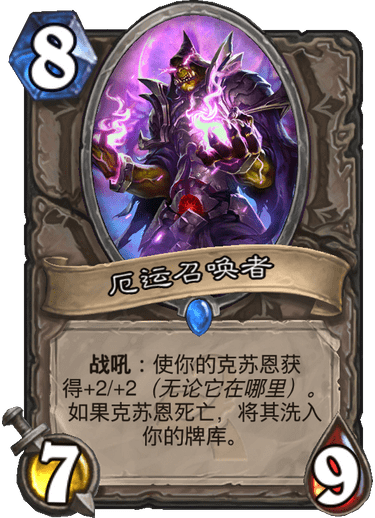 8
厄运召唤者
战吼：使你的克苏恩获
得+2/+2（无论它在哪里）。
如果克苏恩死亡，将其洗入
你的牌库。
7
9